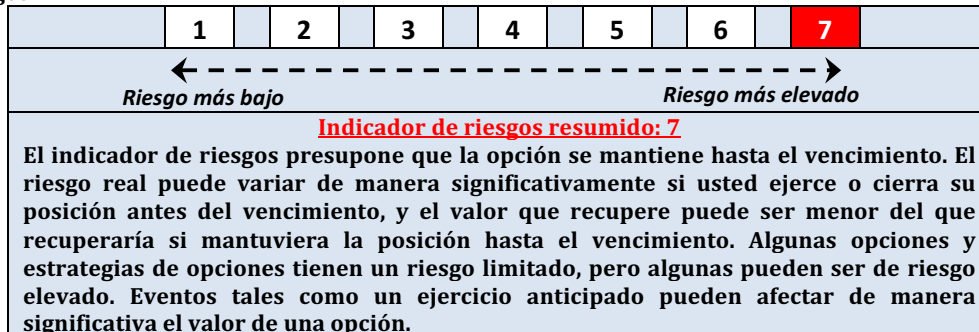 1 2 3 4 5 6 7
Riesgo más bajo Riesgo más elevado
Indicador de riesgos resumido: 7
El indicador de riesgos presupone que la opción se mantiene hasta el vencimiento. El
riesgo real puede variar de manera significativamente si usted ejerce o cierra su
posición antes del vencimiento, y el valor que recupere puede ser menor del que
recuperaría si mantuviera la posición hasta el vencimiento. Algunas opciones y
estrategias de opciones tienen un riesgo limitado, pero algunas pueden ser de riesgo
elevado. Eventos tales como un ejercicio anticipado pueden afectar de manera
significativa el valor de una opción.